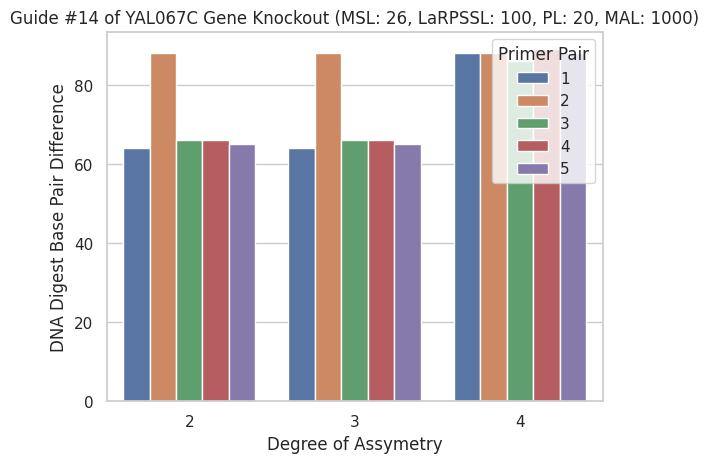 Guide #14 of YAL067C Gene Knockout (MSL: 26, LaRPSSL: 100, PL: 20, MAL: 1000)
DNA Digest Base Pair Difference
80
60
40
20
0
Primer Pair
1
2
3
4
5
2 3 4
Degree of Assymetry